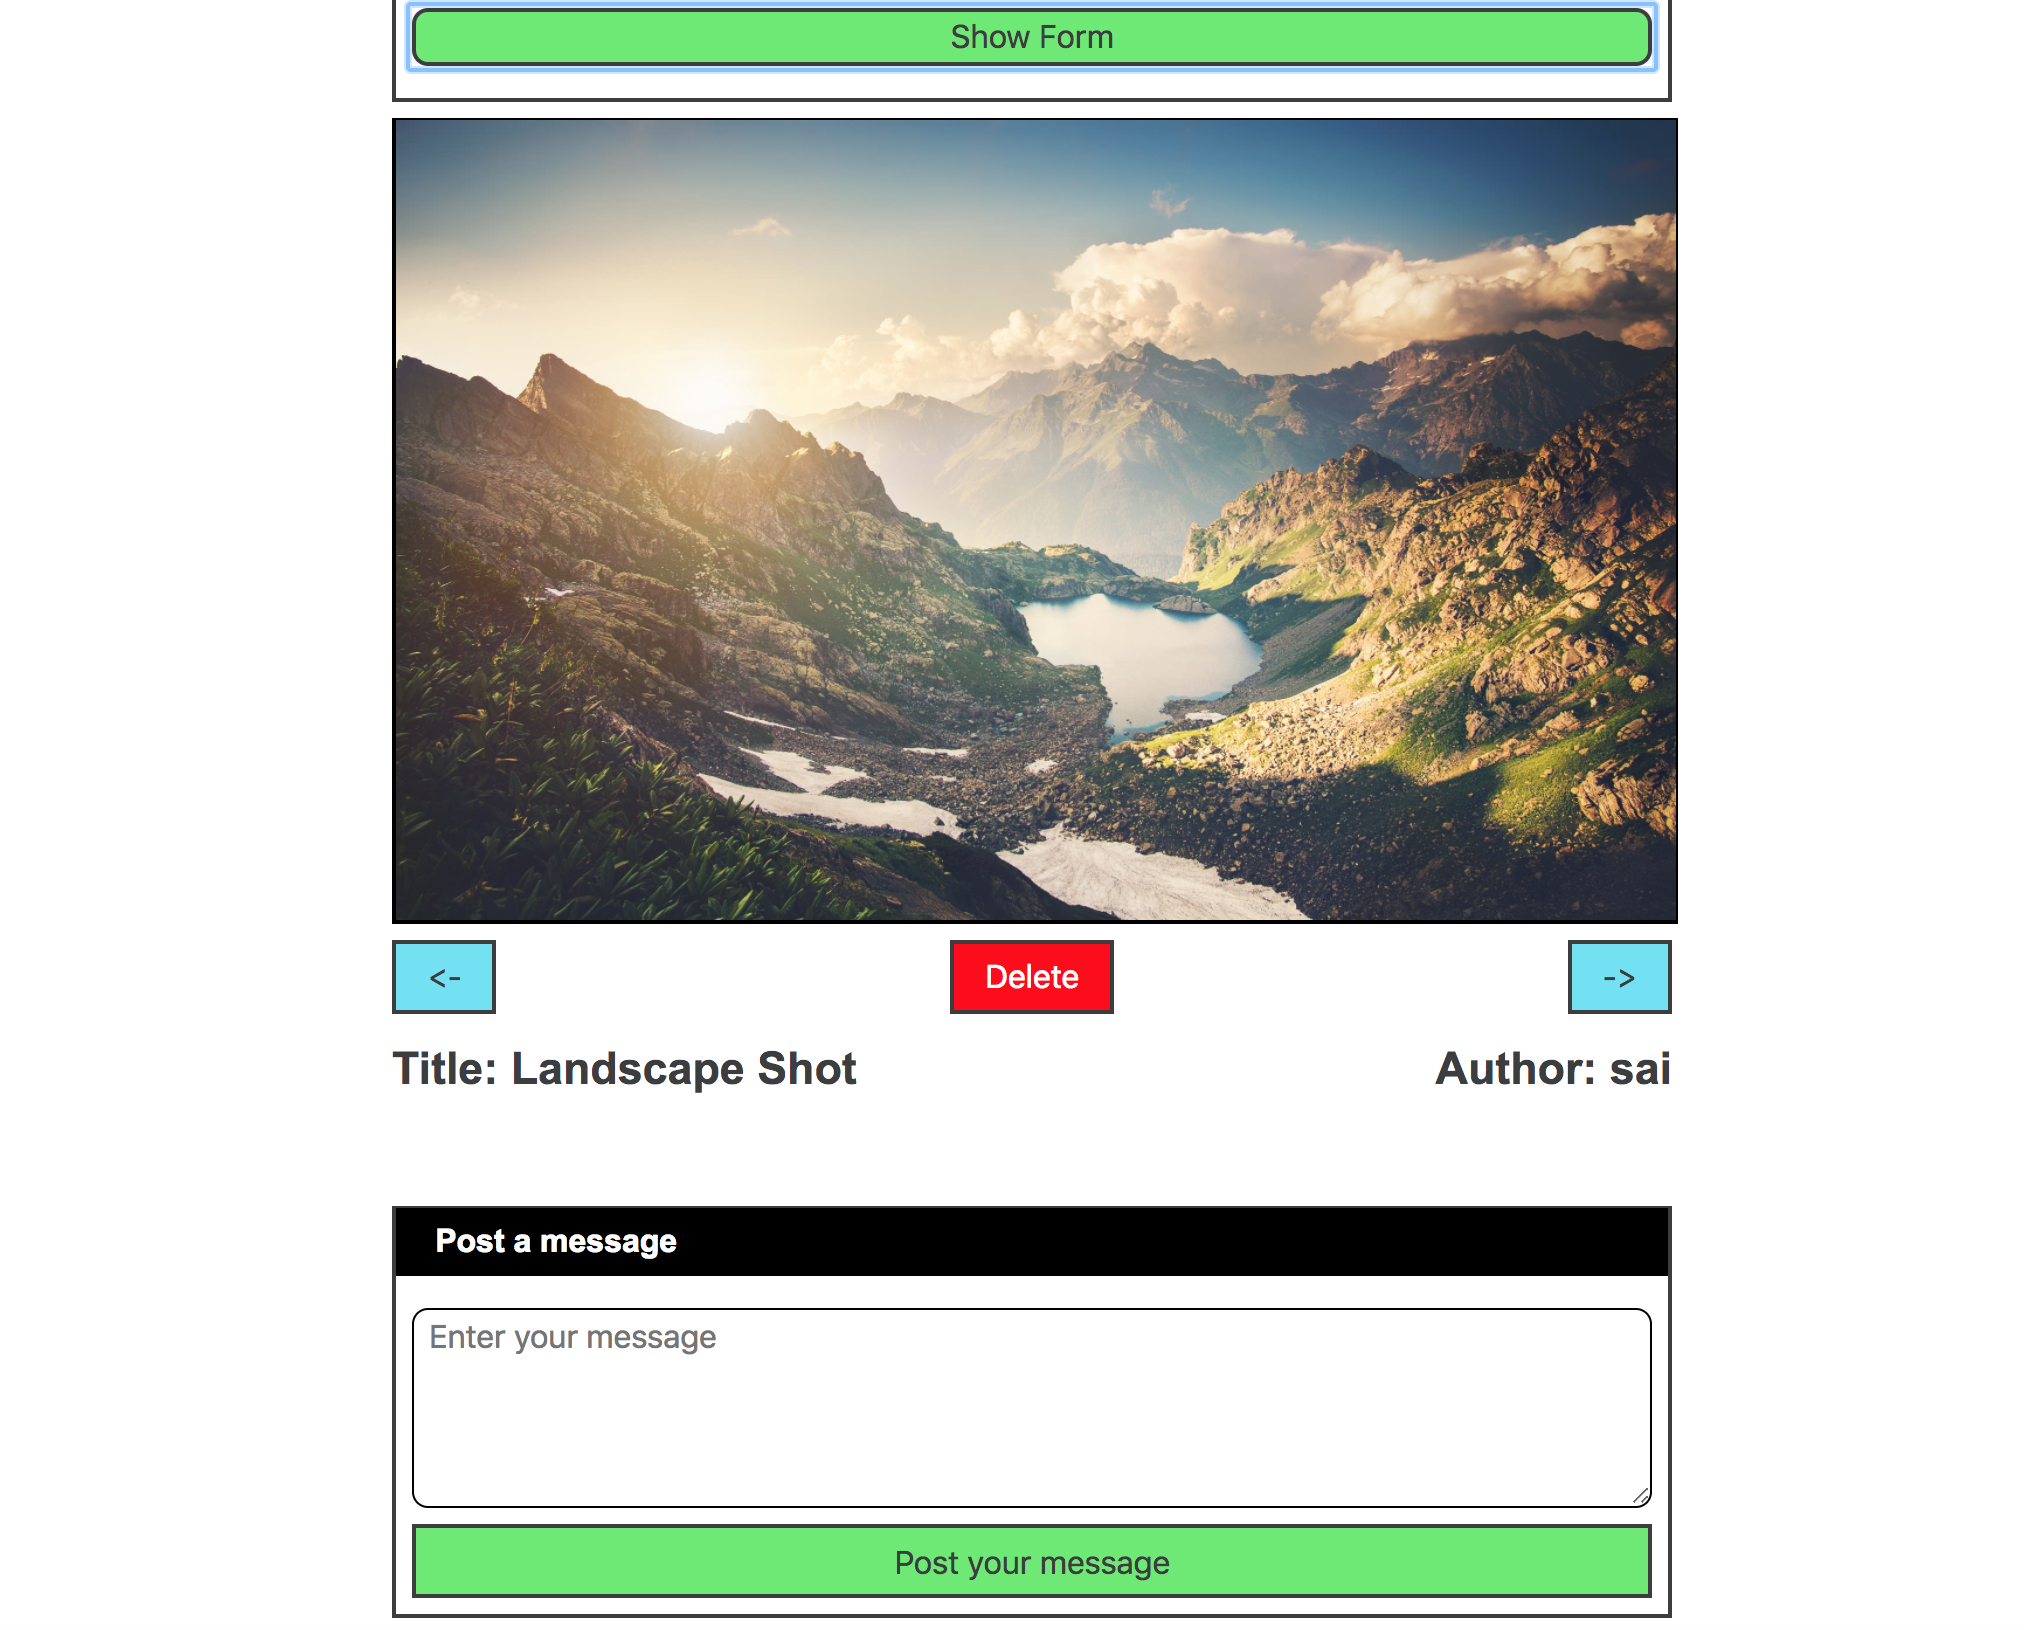 Show Form
<-
Delete
->
Title: Landscape Shot
Author: sai
Post a message
Enter your message
Post your message